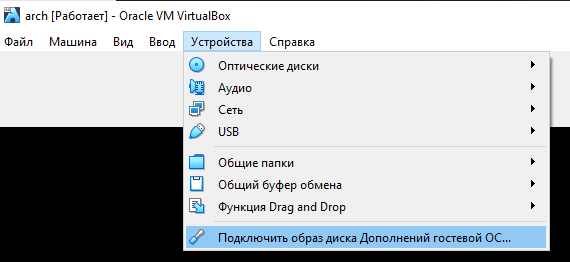 arch [Работает] - Oracle VM VirtualBox
Файл Машина Вид Ввод Устройства Справка
Оптические диски
Аудио
Сеть
USB
Общие папки
Общий буфер обмена
Функция Drag and Drop
Подключить образ диска Дополнений гостевой ОС...